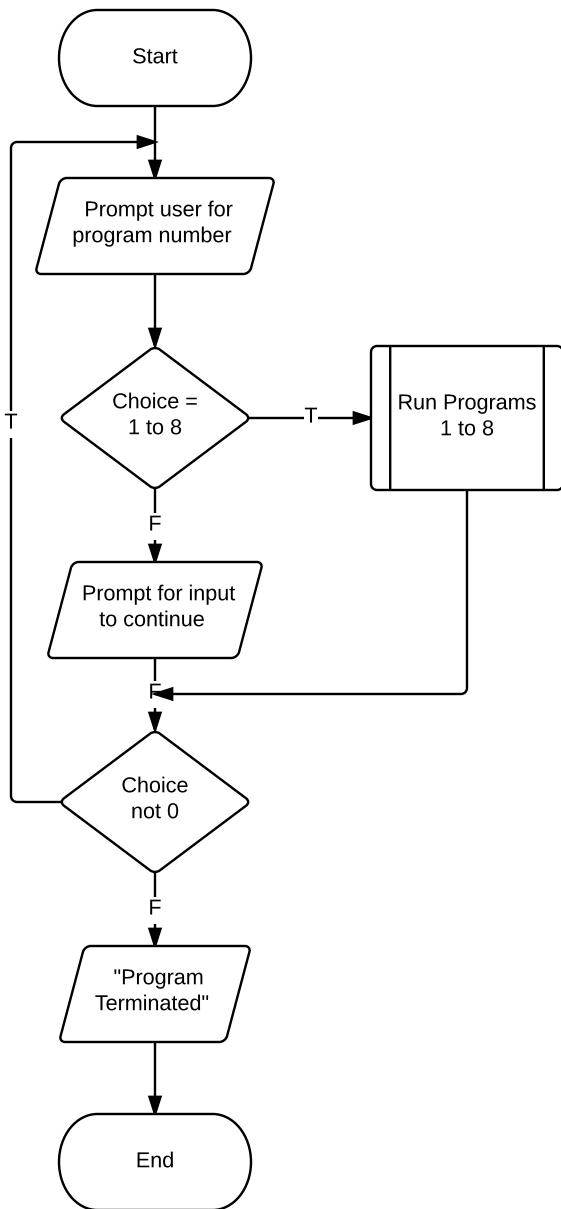 Start
Prompt user for
program number
Choice =
1 to 8
T
Run Programs
1 to 8
T
F
Prompt for input
to continue
F
Choice
not 0
F
"Program
Terminated"
End